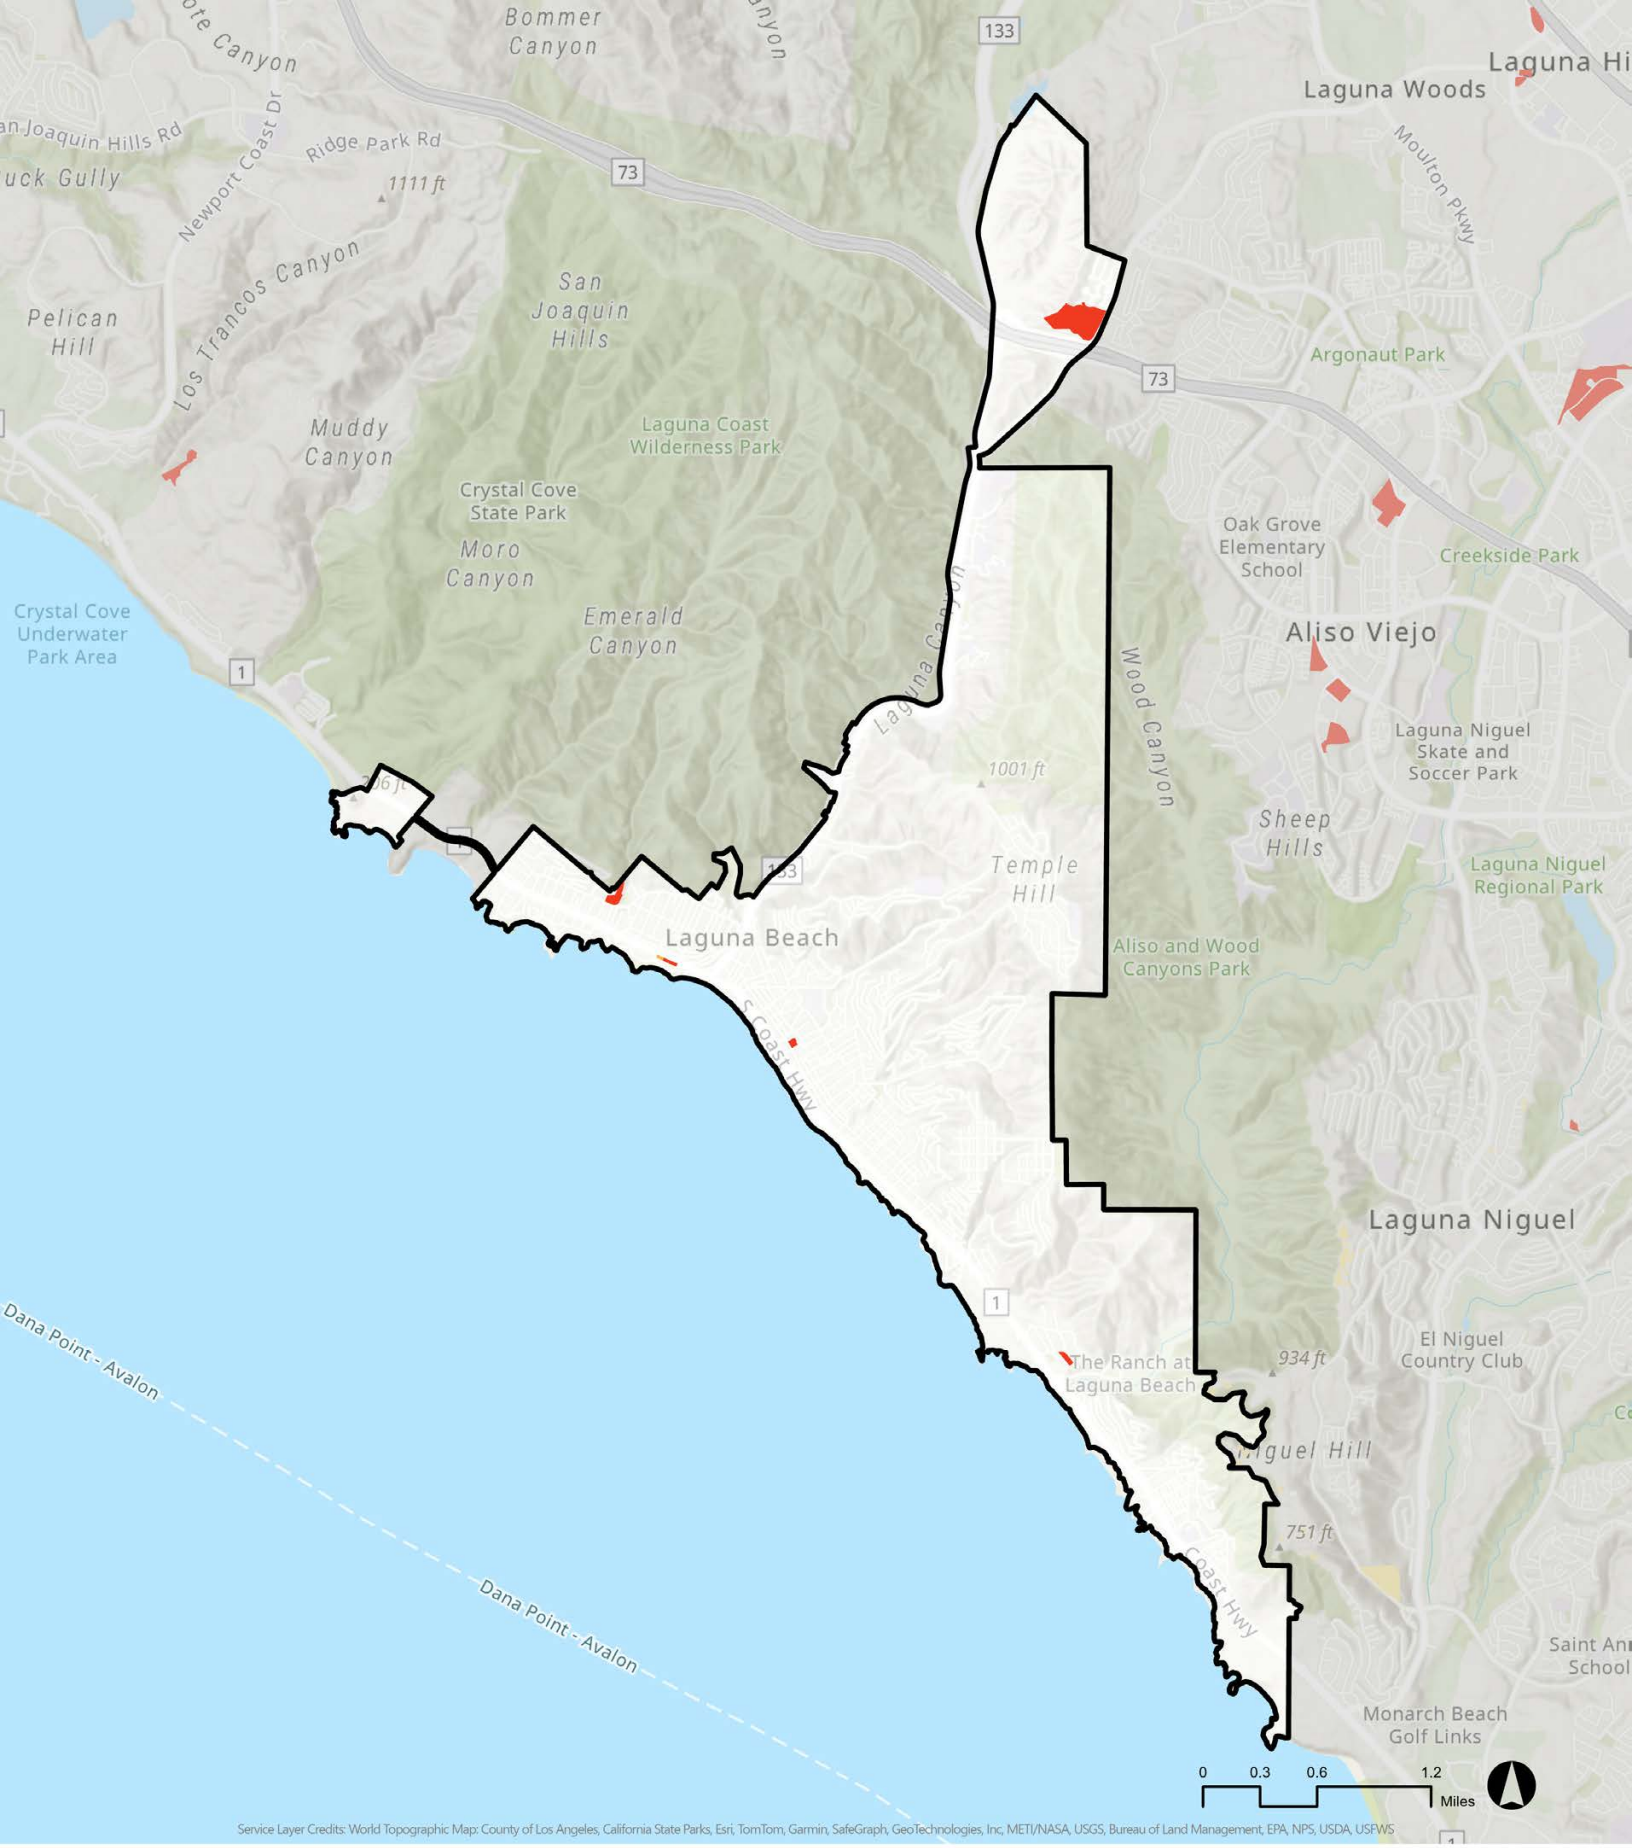 Bommer
Canyon
133
Laguna Woods
an Joaquin Hills Rd
Newport Coast Dr
Ridge Park Rd
1111 ft
73
Moulton Pkwy
Los Trancos Canyon
San
Joaquin
Hills
Pelican
Hill
Argonaut Park
73
Muddy
Canyon
Laguna Coast
Wilderness Park
Crystal Cove
State Park
Moro
Canyon
Oak Grove
Elementary
School
Creekside Park
Emerald
Canyon
Laguna Canyon
Crystal Cove
Underwater
Park Area
Aliso Viejo
1
Wood Canyon
Laguna Niguel
Skate and
Soccer Park
1001 ft
Sheep
Hills
Temple
Hill
Laguna Niguel
Regional Park
Laguna Beach
Aliso and Wood
Canyons Park
S Coast Hwy
Laguna Niguel
1
Dana Point - Avalon
El Niguel
Country Club
934 ft
The Ranch at
Laguna Beach
iguel Hill
751 ft
Coast Hwy
Dana Point - Avalon
Saint An
School
Monarch Beach
Golf Links
0 0.3 0.6 1.2
Miles
1
Service Layer Credits: World Topographic Map: County of Los Angeles, California State Parks, Esri, TomTom, Garmin, SafeGraph, GeoTechnologies, Inc, METI/NASA, USGS, Bureau of Land Management, EPA, NPS, USDA, USFWS